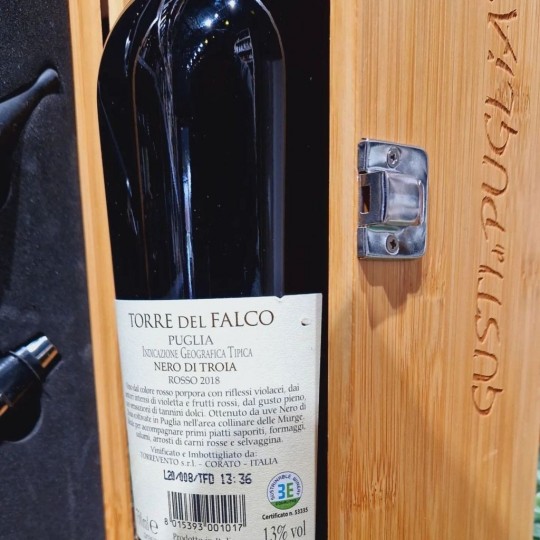 TORRE DEL FALCO
PUGLIA
INDICAZIONE GEOGRAFICA TIPICA
NERO DI TROIA
ROSSO 2018
dal colore rosso porpora con riflessi violacei, dai
intensi di violetta e frutti rossi, dal gusto pieno,
di tannini dolci. Ottenuto da uve Nero di
coltivate in Puglia nell'area collinare delle Murge.
per accompagnare primi piatti saporiti, formaggi,
salumi, arrosti di carni rosse e selvaggina.
Vinificato e Imbottigliato da:
TORREVENTO s.r.l. - CORATO - ITALIA
L20/008/TFD 13:36
8 015393 001017
Certificato n. 53335
13% vol
3E
GUSTI di PUGLIA